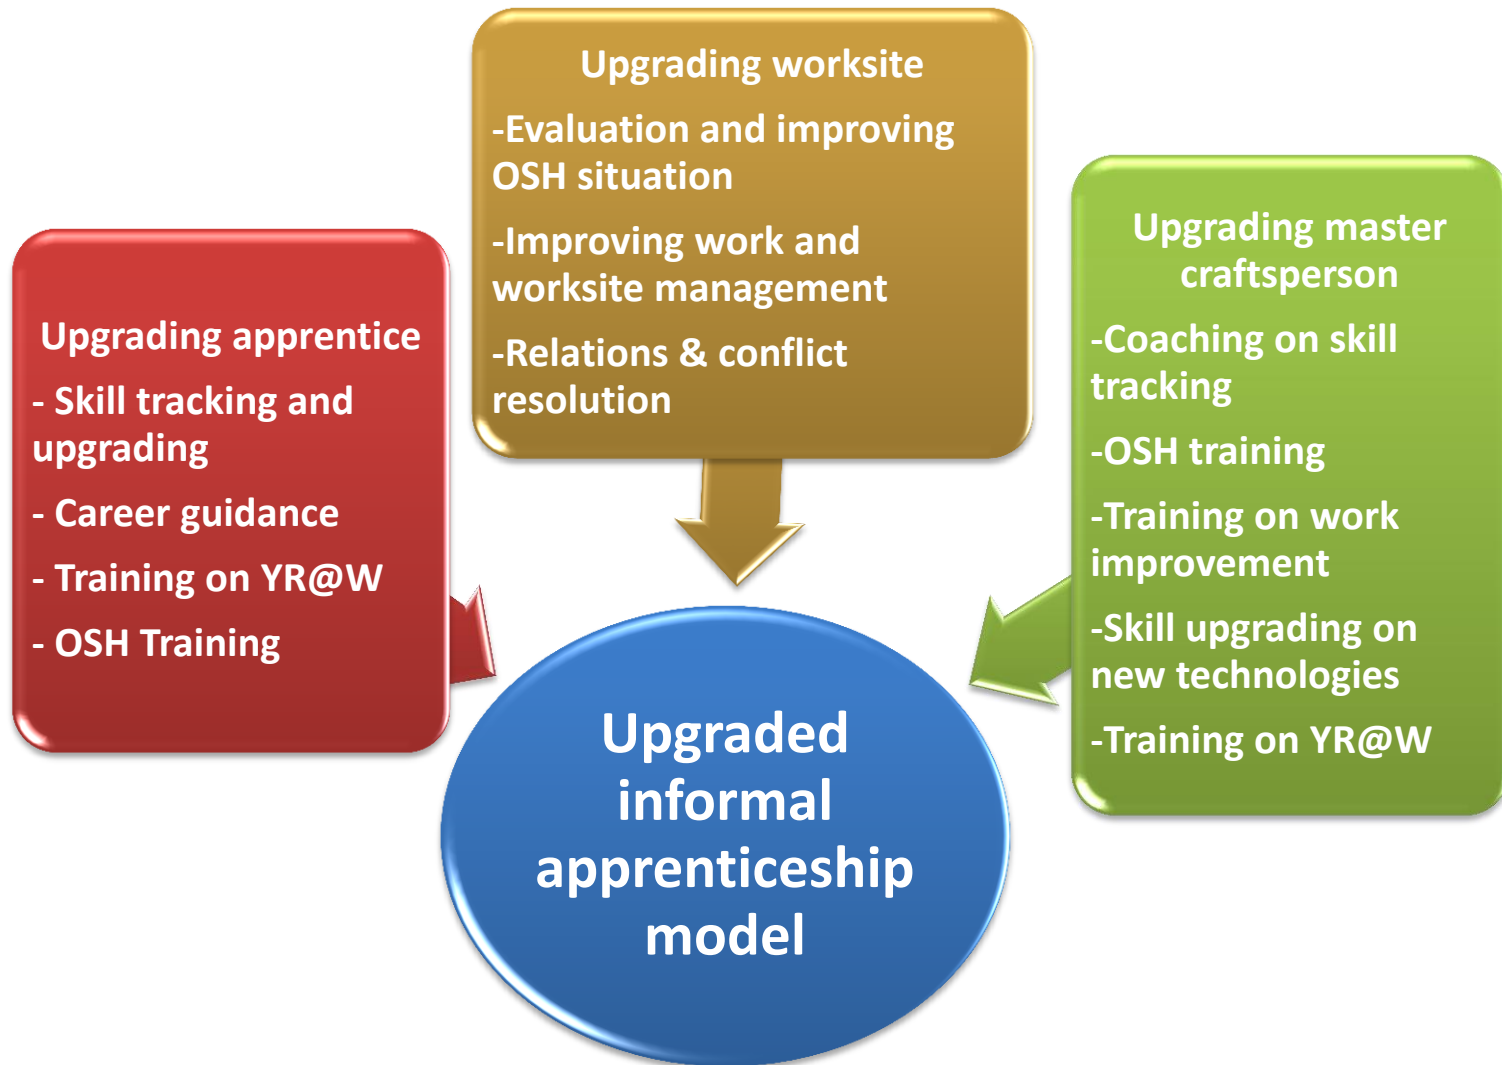 Upgrading apprentice
- Skill tracking and
upgrading
- Career guidance
- Training on YR@W
- OSH Training
Upgrading worksite
-Evaluation and improving
OSH situation
-Improving work and
worksite management
-Relations & conflict
resolution
Upgrading master
craftsperson
-Coaching on skill
tracking
-OSH training
-Training on work
improvement
-Skill upgrading on
new technologies
-Training on YR@W
Upgraded
informal
apprenticeship
model